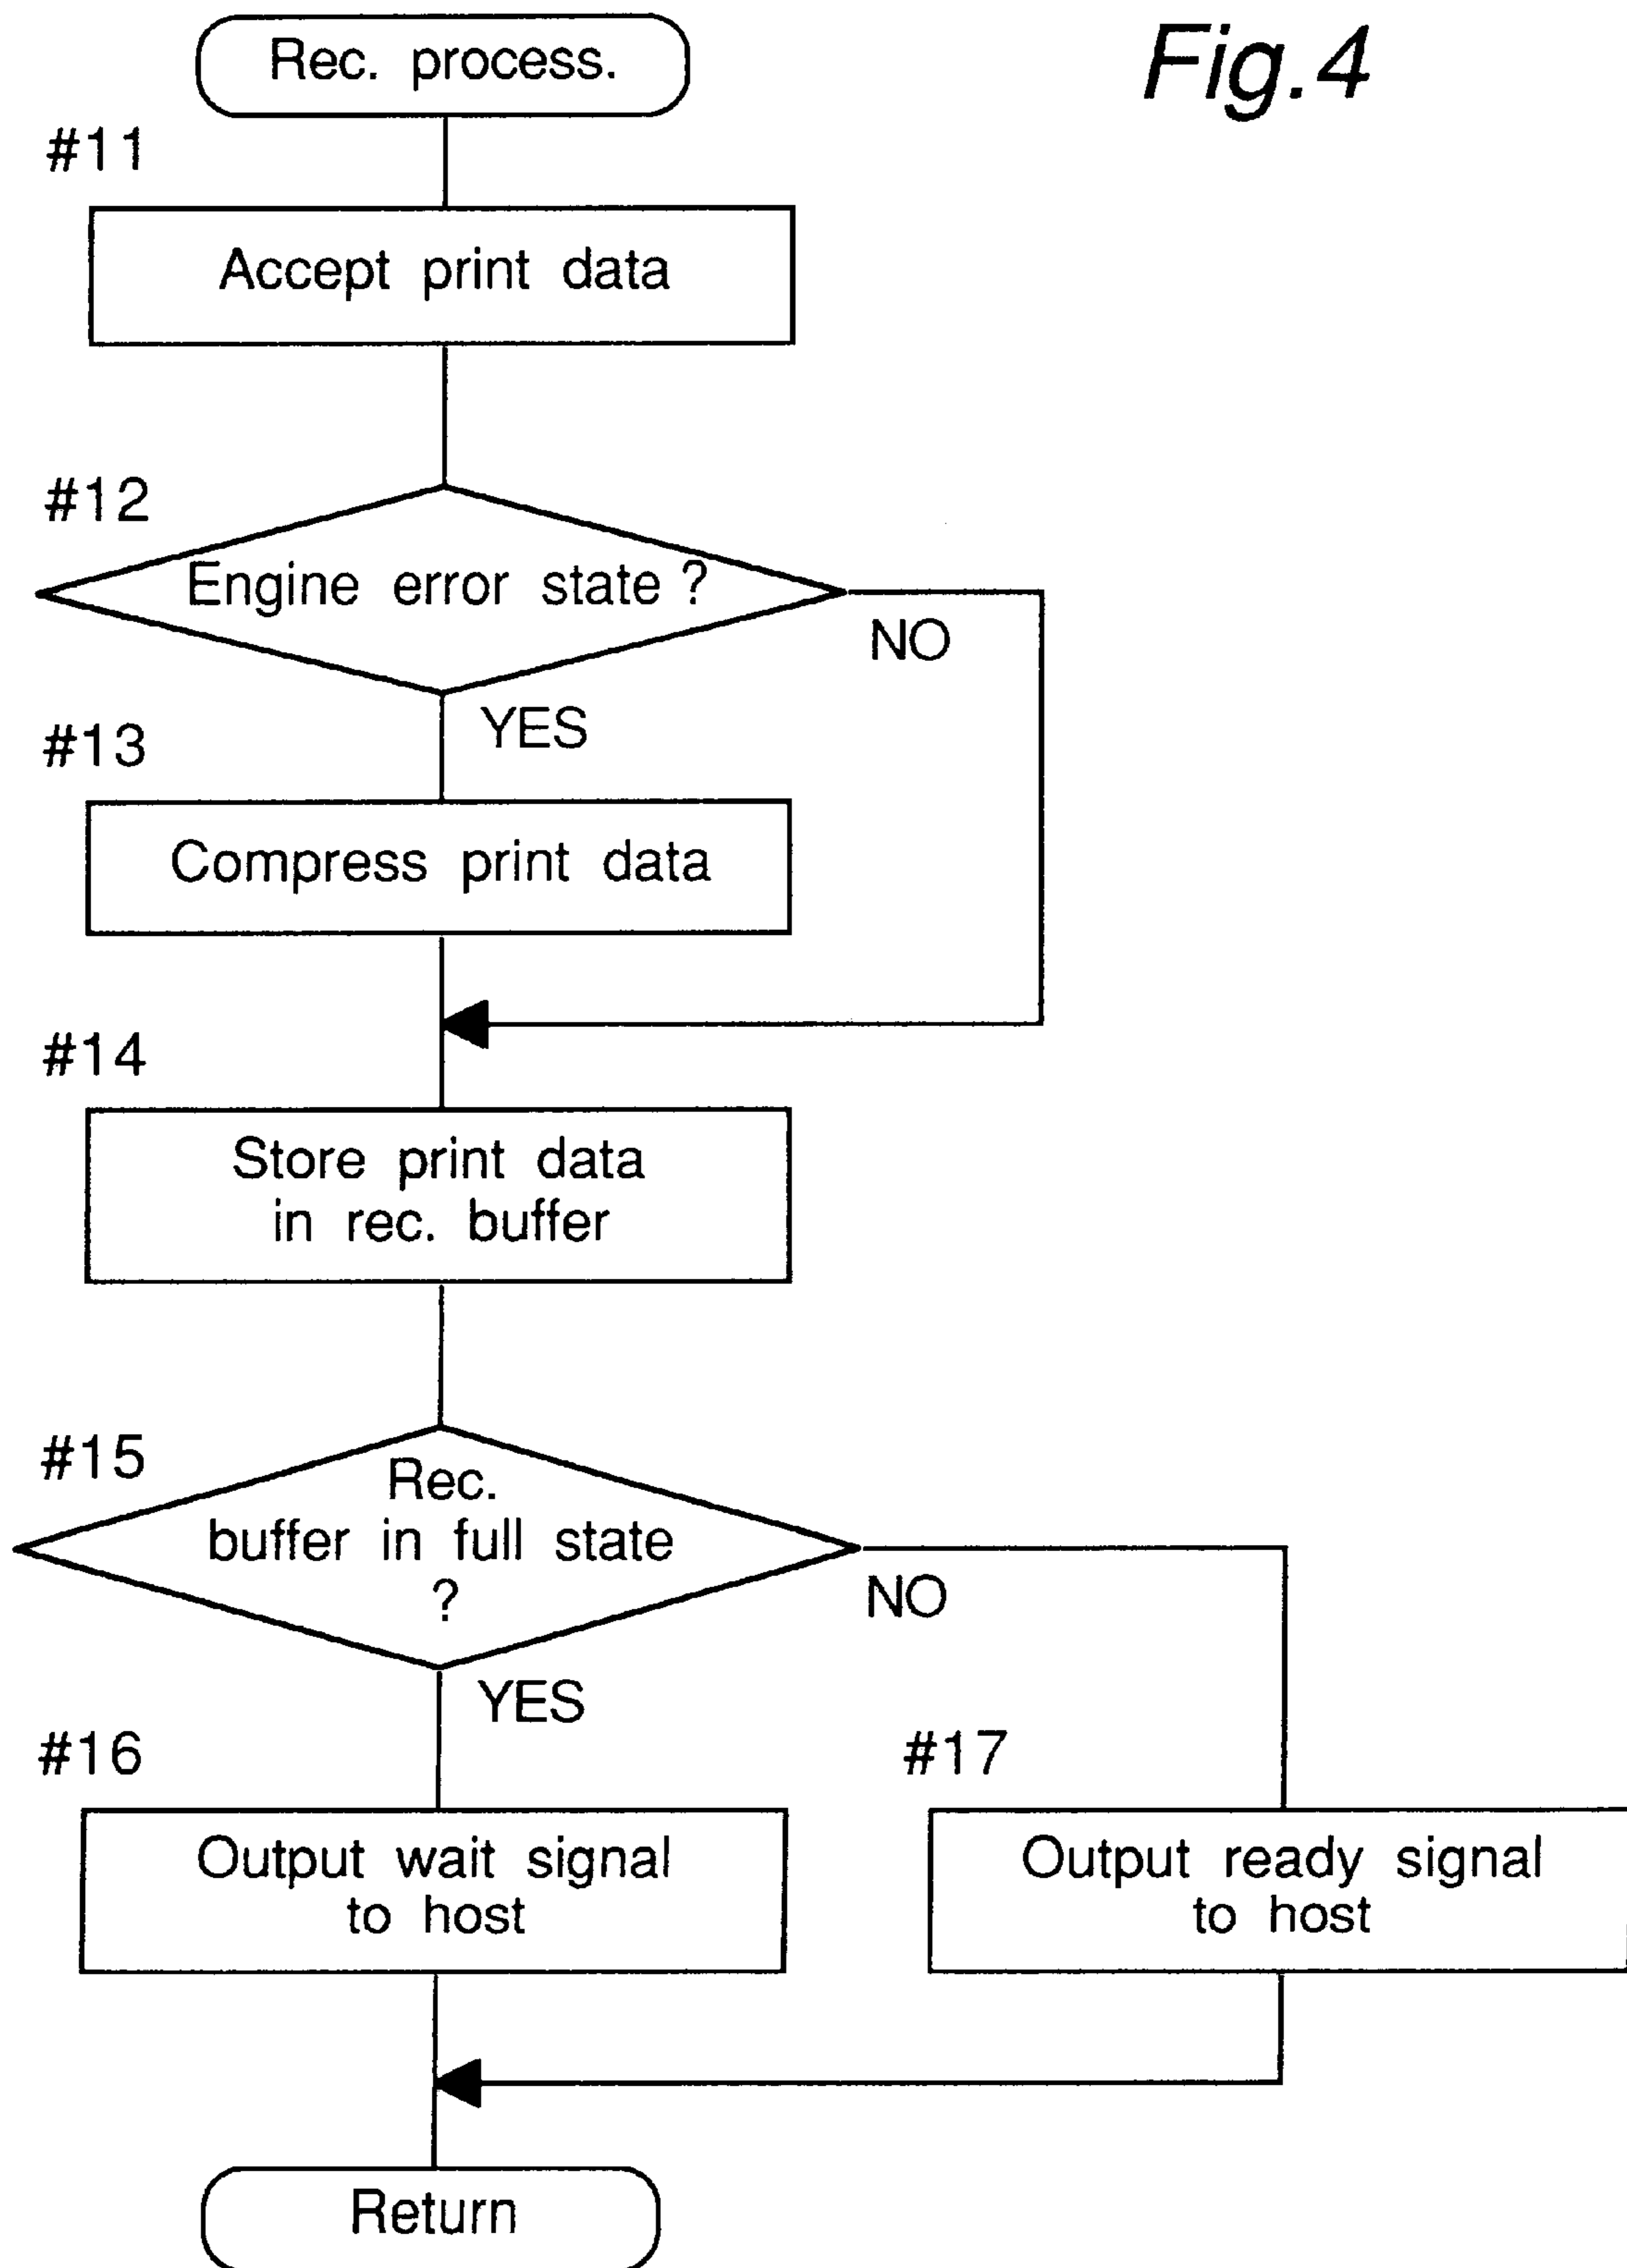 Fig.4
Rec. process.
#11
Accept print data
#12
Engine error state ?
NO
YES
#13
Compress print data
#14
Store print data
in rec. buffer
#15
Rec.
buffer in full state
?
NO
YES
#16
Output wait signal
to host
#17
Output ready signal
to host
Return